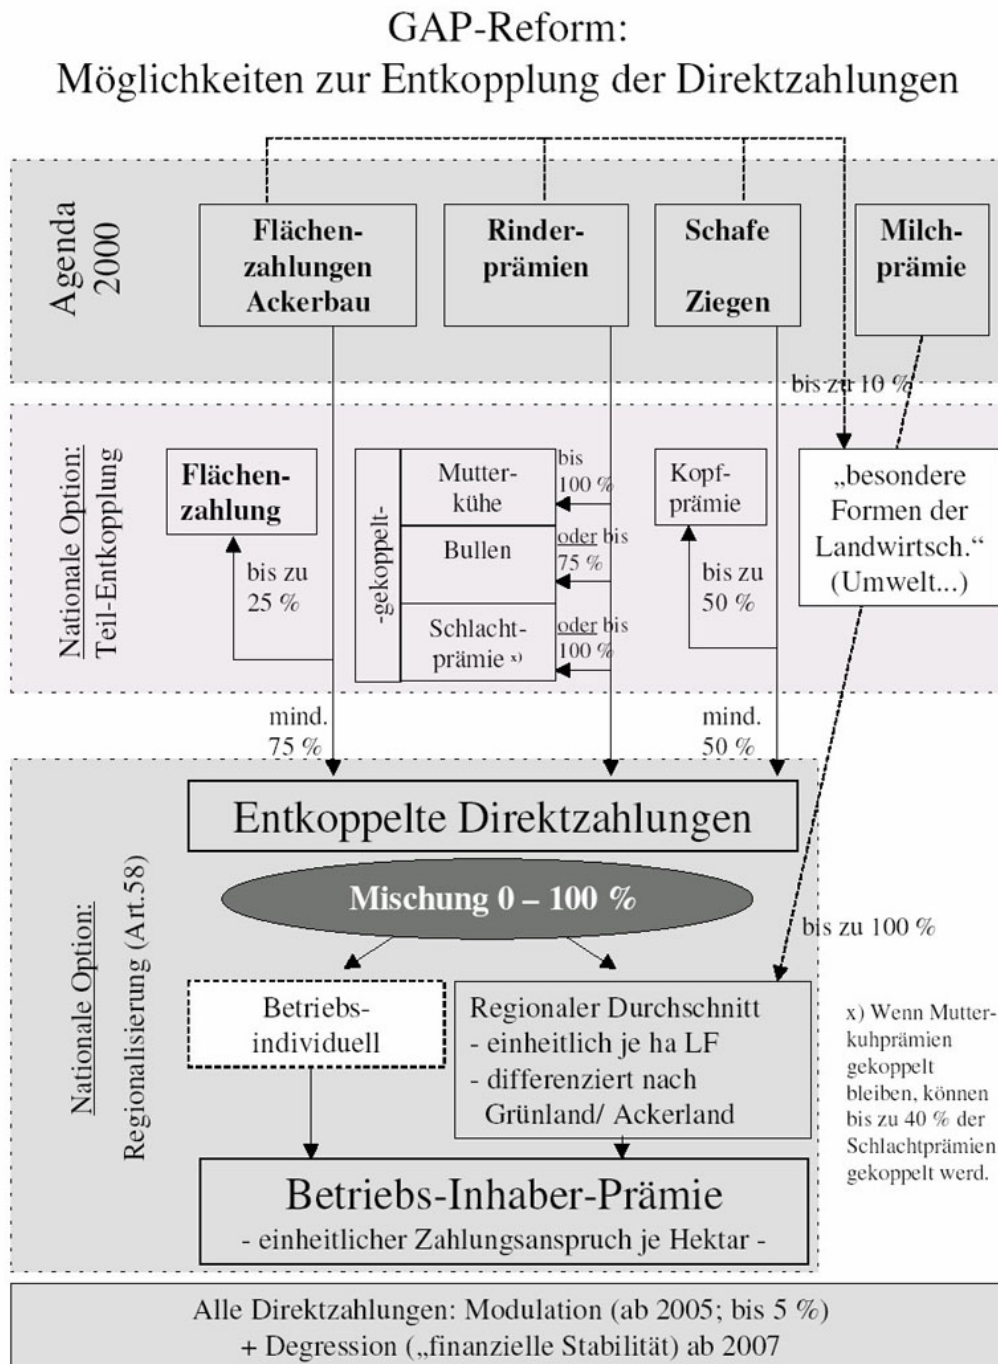 GAP-Reform:
Möglichkeiten zur Entkopplung der Direktzahlungen
Agenda
2000
Flächen-
zahlungen
Ackerbau
Rinder-
prämien
Schafe
Ziegen
Milch-
prämie
bis zu 10 %
Nationale Option:
Teil-Entkopplung
Flächen-
zahlung
bis zu
25 %
-gekoppelt-
Mutter-
kühe
bis
100 %
Bullen
oder bis
75 %
Schlacht-
prämie x)
oder bis
100 %
Kopf-
prämie
bis zu
50 %
„besondere
Formen der
Landwirtsch.“
(Umwelt...)
mind.
75 %
mind.
50 %
Nationale Option:
Regionalisierung (Art.58)
Entkoppelte Direktzahlungen
Mischung 0 – 100 %
bis zu 100 %
Betriebs-
individuell
Regionaler Durchschnitt
- einheitlich je ha LF
- differenziert nach
Grünland/ Ackerland
x) Wenn Mutter-
kuhprämien
gekoppelt
bleiben, können
bis zu 40 % der
Schlachtprämien
gekoppelt werd.
Betriebs-Inhaber-Prämie
- einheitlicher Zahlungsanspruch je Hektar -
Alle Direktzahlungen: Modulation (ab 2005; bis 5 %)
+ Degression („finanzielle Stabilität) ab 2007